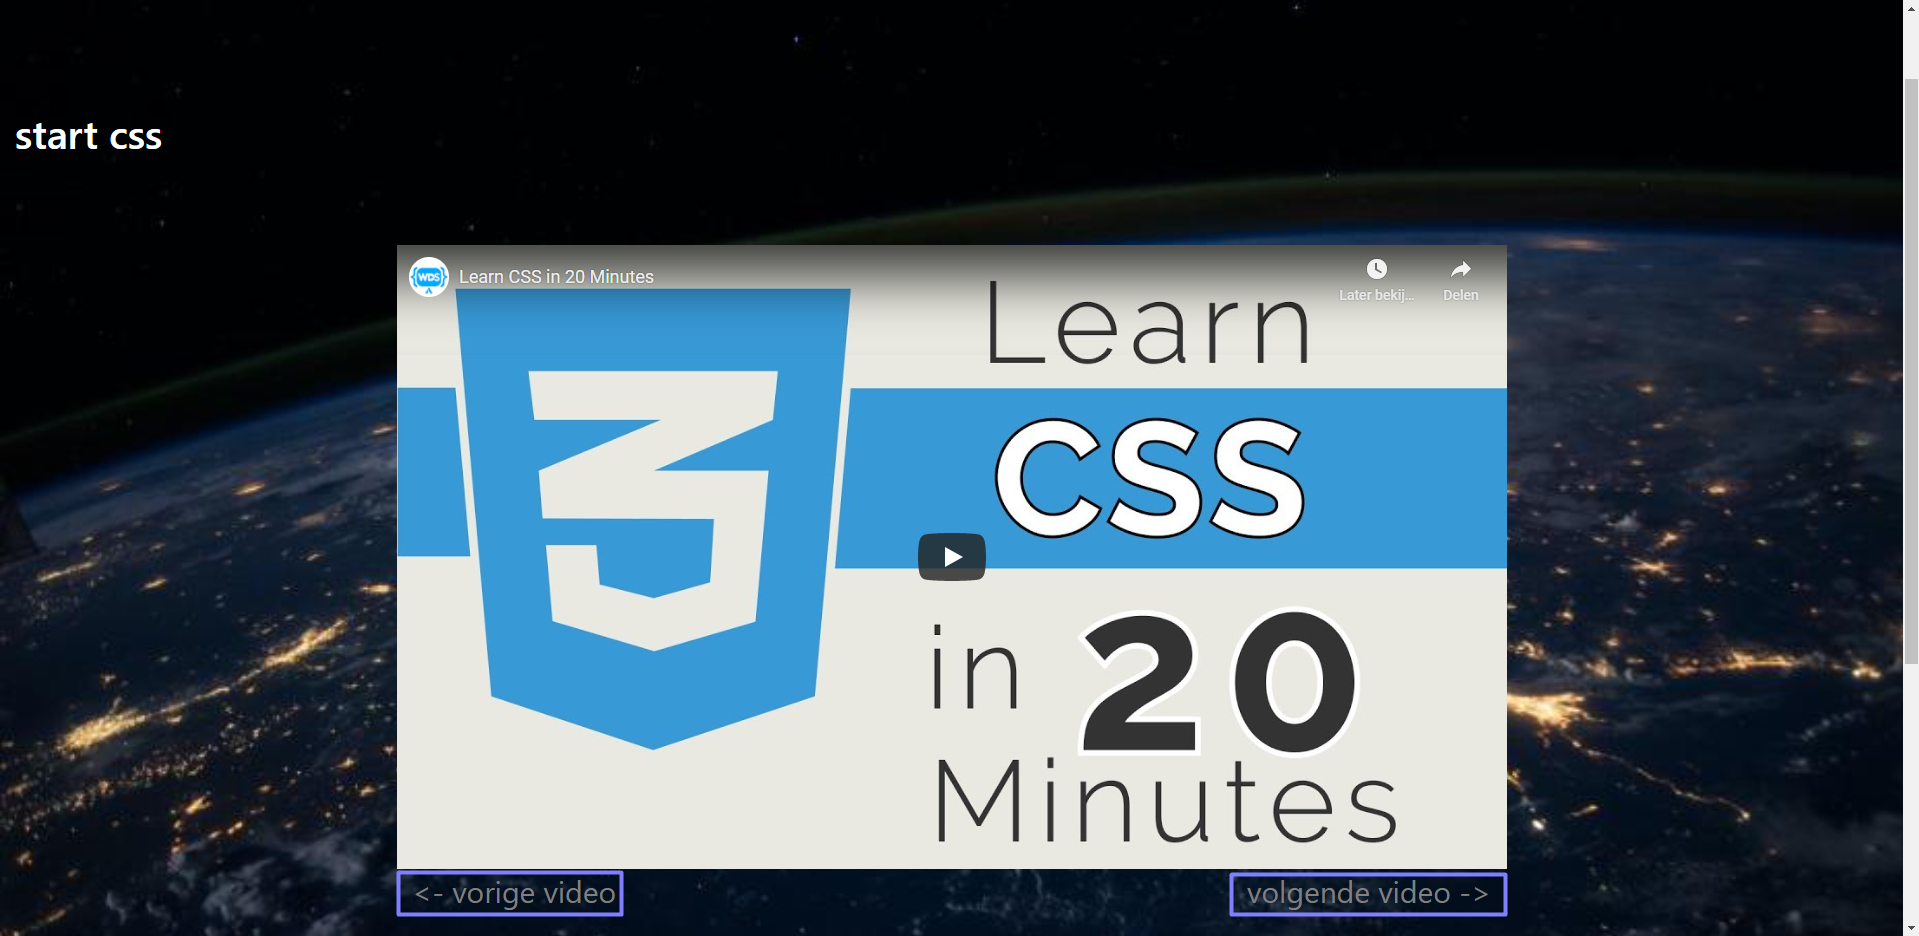 start css
WDS
Learn CSS in 20 Minutes
Later bekij...
Delen
Learn
CSS
in 20
Minutes
<- vorige video
volgende video ->